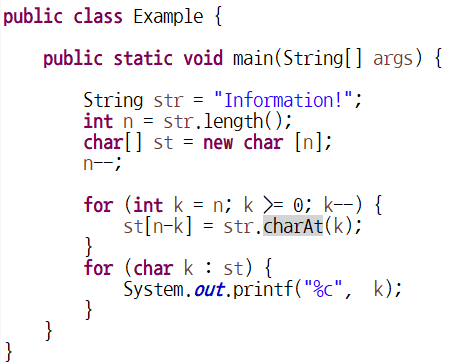 public class Example {
public static void main(String[] args) {
String str = "Information!";
int n = str.length();
char[] st = new char [n];
n--;
for (int k = n; k >= 0; k--) {
st[n-k] = str.charAt(k);
}
for (char k : st) {
System.out.printf("%c", k);
}
}
}